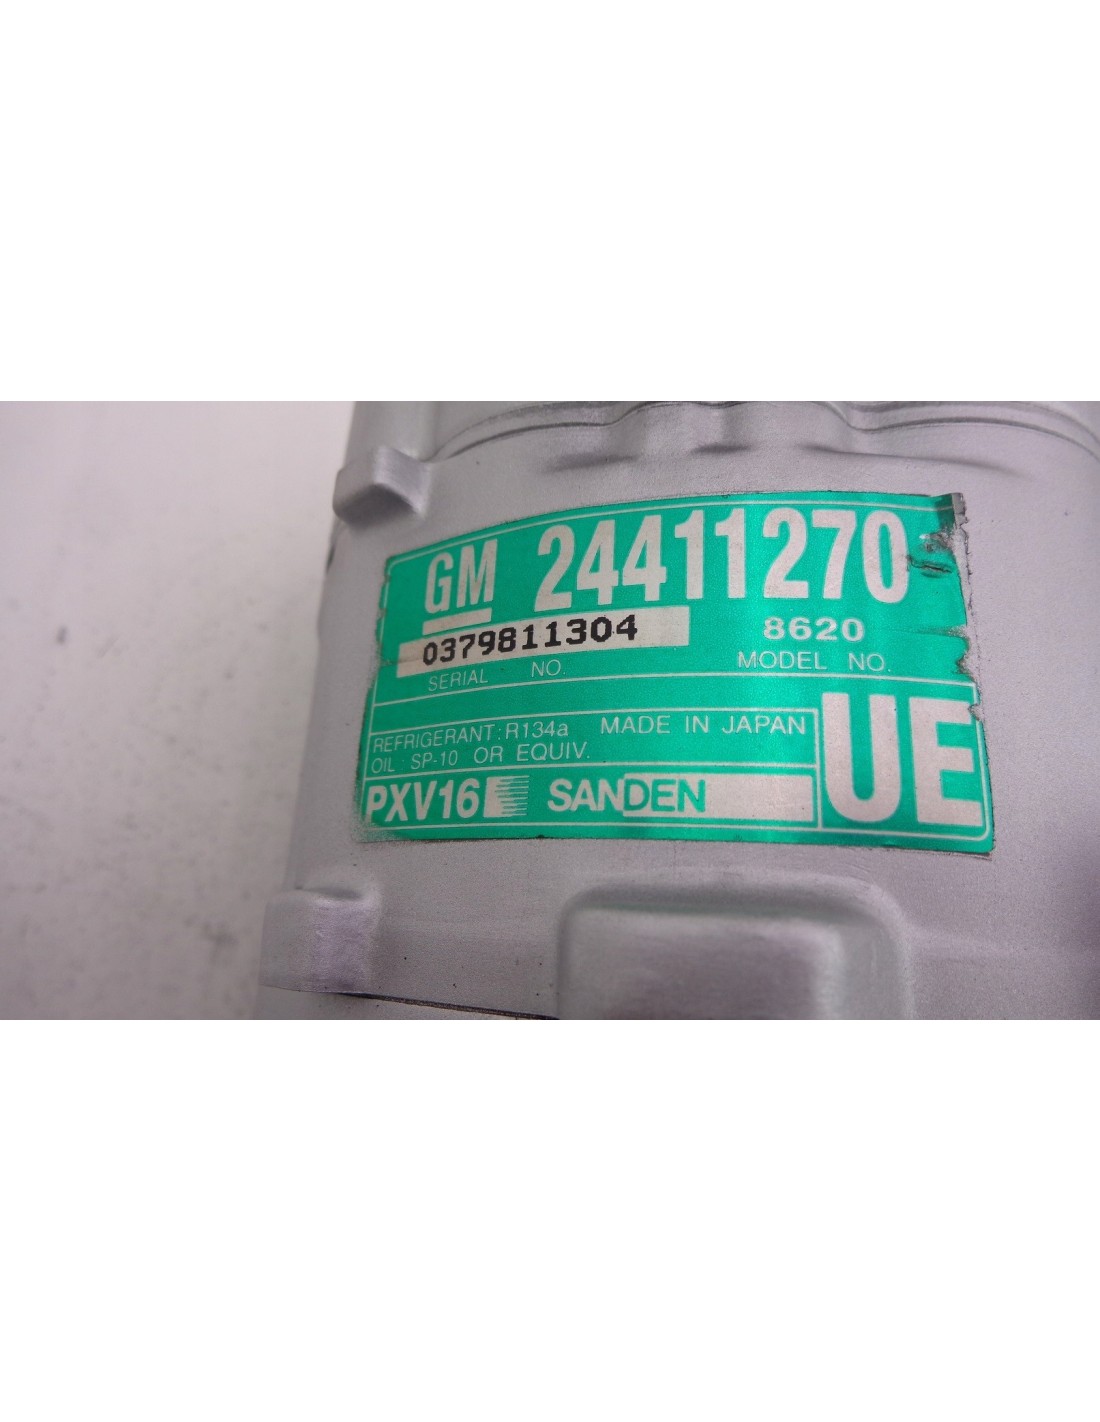 GM 24411270
0379811304 8620
SERIAL NO. MODEL NO.
REFRIGERANT: R134a MADE IN JAPAN
OIL: SP-10 OR EQUIV.
PXV16 SANDEN UE